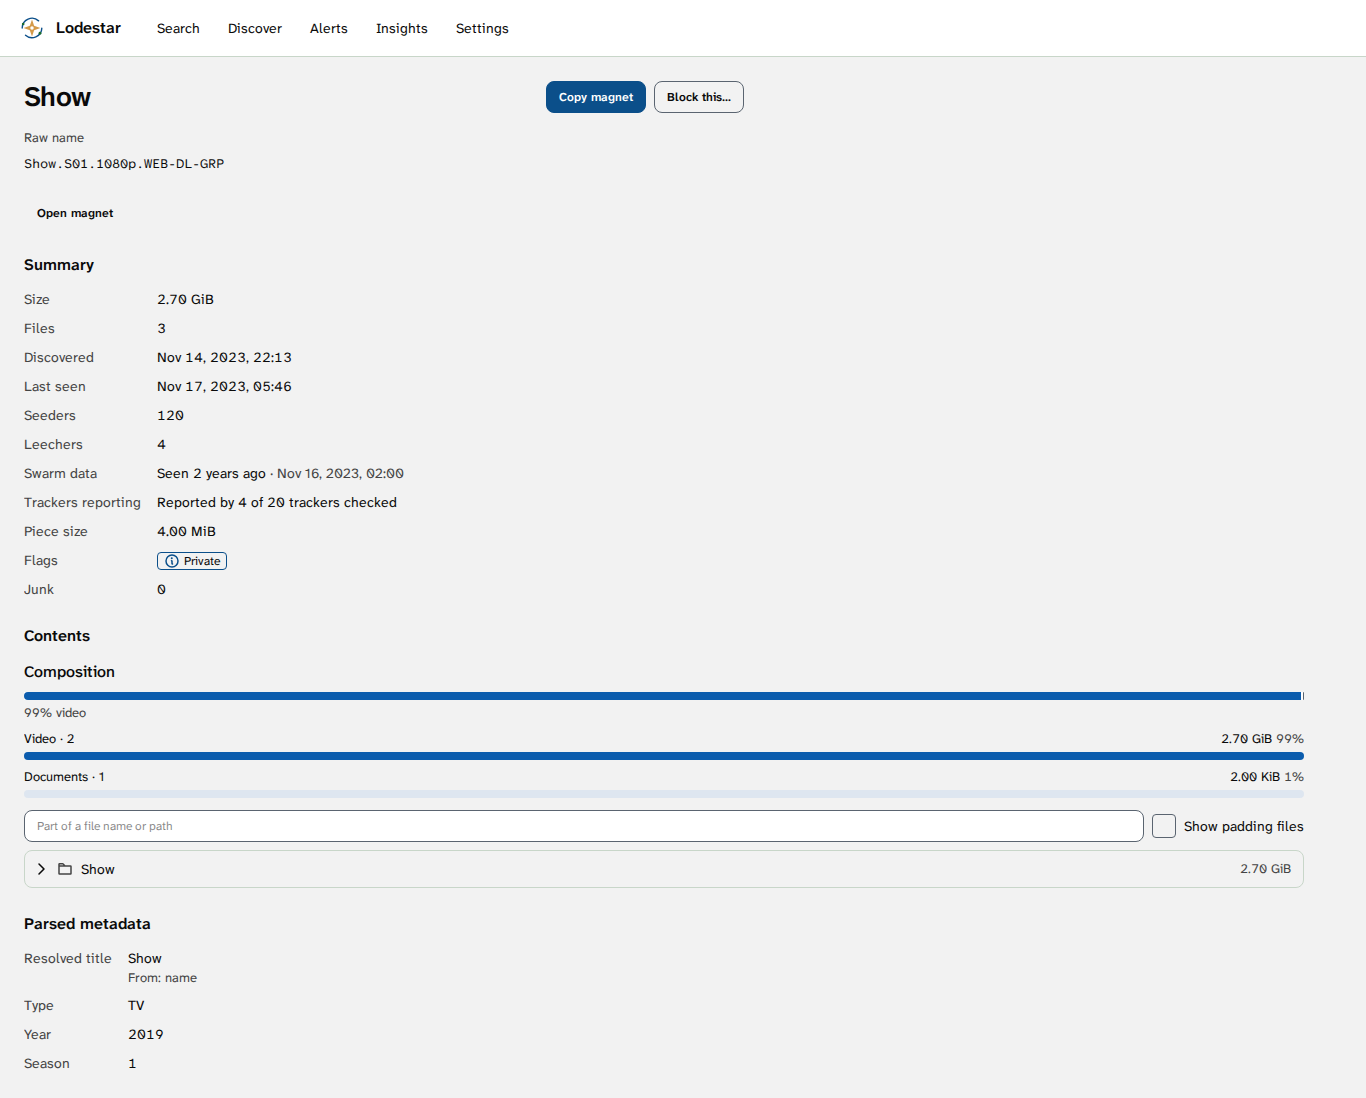 Lodestar Search Discover Alerts Insights Settings
Show
Copy magnet
Block this...
Raw name
Show.S01.1080p.WEB-DL-GRP
Open magnet
Summary
Size 2.70 GiB
Files 3
Discovered Nov 14, 2023, 22:13
Last seen Nov 17, 2023, 05:46
Seeders 120
Leechers 4
Swarm data Seen 2 years ago · Nov 16, 2023, 02:00
Trackers reporting Reported by 4 of 20 trackers checked
Piece size 4.00 MiB
Flags Private
Junk 0
Contents
Composition
99% video
Video · 2 2.70 GiB 99%
Documents · 1 2.00 KiB 1%
Part of a file name or path Show padding files
Show 2.70 GiB
Parsed metadata
Resolved title Show
From: name
Type TV
Year 2019
Season 1